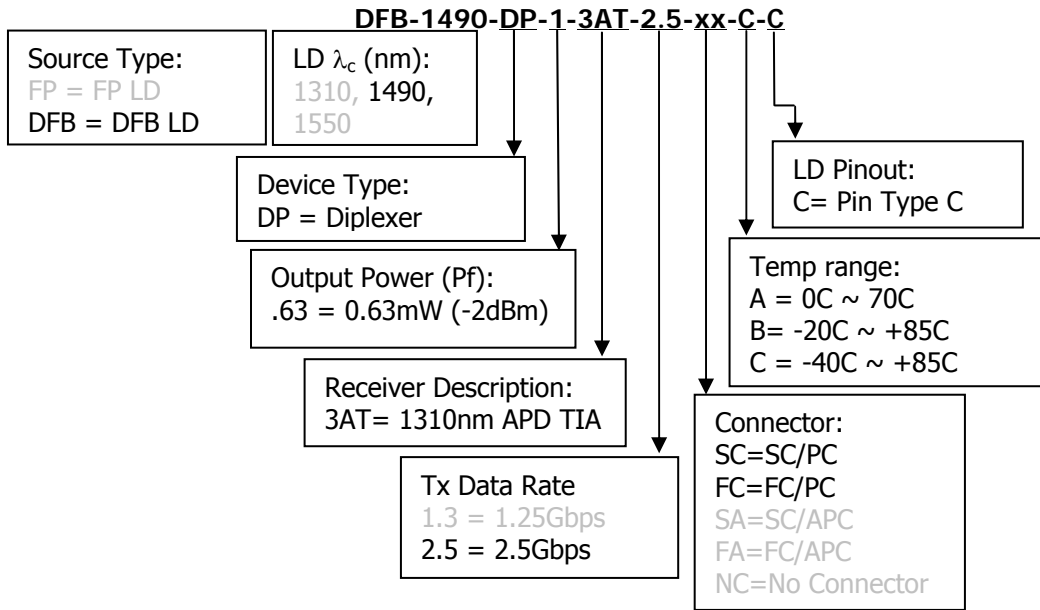 DFB-1490-DP-1-3AT-2.5-xx-C-C
Source Type:
FP = FP LD
DFB = DFB LD
LD λc (nm):
1310, 1490,
1550
LD Pinout:
C= Pin Type C
Device Type:
DP = Diplexer
Temp range:
A = 0C ~ 70C
B= -20C ~ +85C
C = -40C ~ +85C
Output Power (Pf):
.63 = 0.63mW (-2dBm)
Receiver Description:
3AT= 1310nm APD TIA
Connector:
SC=SC/PC
FC=FC/PC
SA=SC/APC
FA=FC/APC
NC=No Connector
Tx Data Rate
1.3 = 1.25Gbps
2.5 = 2.5Gbps